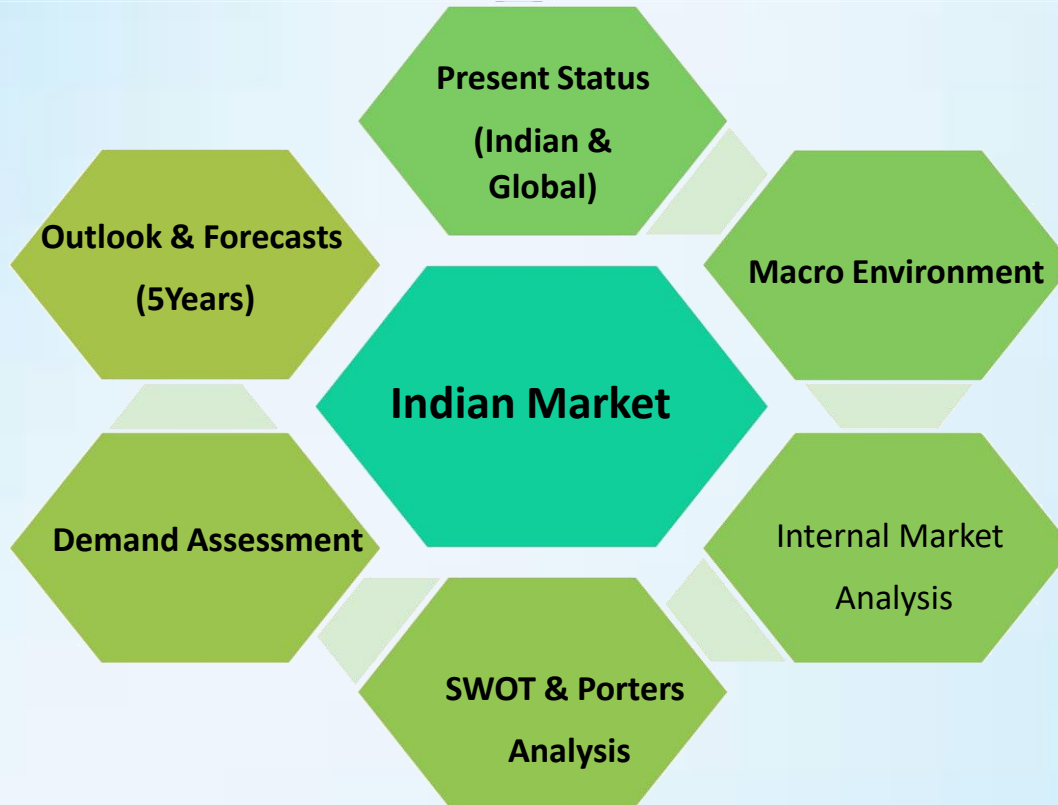 Present Status
(Indian &
Global)
Macro Environment
Internal Market
Analysis
SWOT & Porters
Analysis
Demand Assessment
Outlook & Forecasts
(5Years)
Indian Market